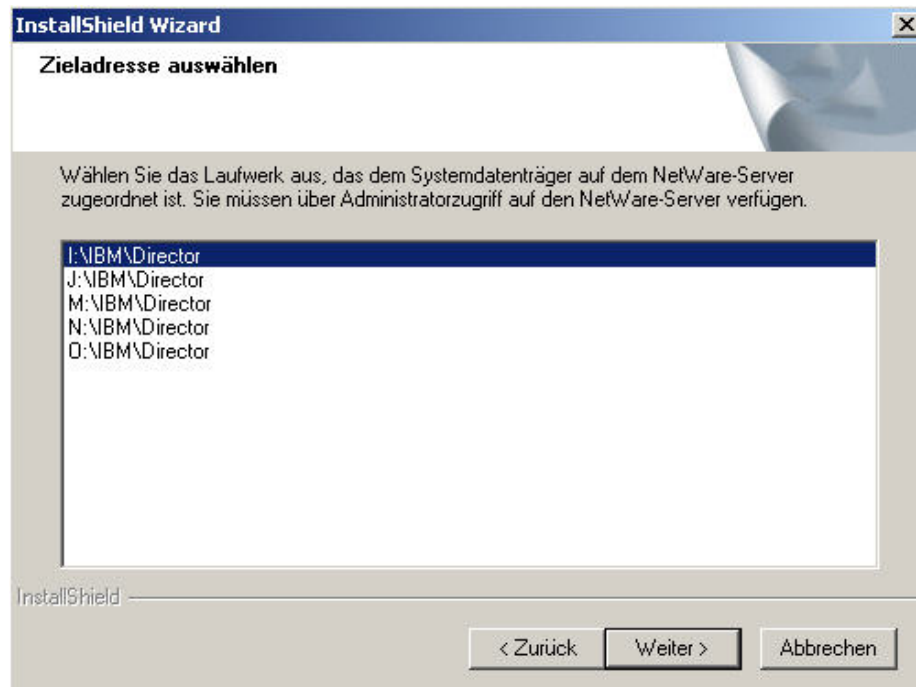 InstallShield Wizard
Zieladresse auswählen
Wählen Sie das Laufwerk aus, das dem Systemdatenträger auf dem NetWare-Server
zugeordnet ist. Sie müssen über Administratorzugriff auf den NetWare-Server verfügen.
I:\IBM\Director
J:\IBM\Director
M:\IBM\Director
N:\IBM\Director
O:\IBM\Director
InstallShield
< Zurück Weiter > Abbrechen